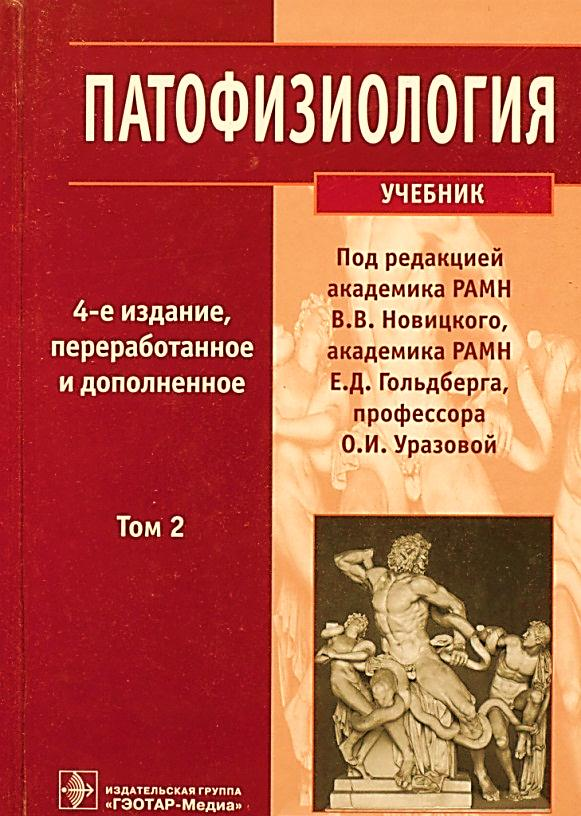 ПАТОФИЗИОЛОГИЯ
УЧЕБНИК
Под редакцией
академика РАМН
В.В. Новицкого,
академика РАМН
Е.Д. Гольдберга,
профессора
О.И. Уразовой
4-е издание,
переработанное
и дополненное
Том 2
ИЗДАТЕЛЬСКАЯ ГРУППА
«ГЭОТАР-Медиа»